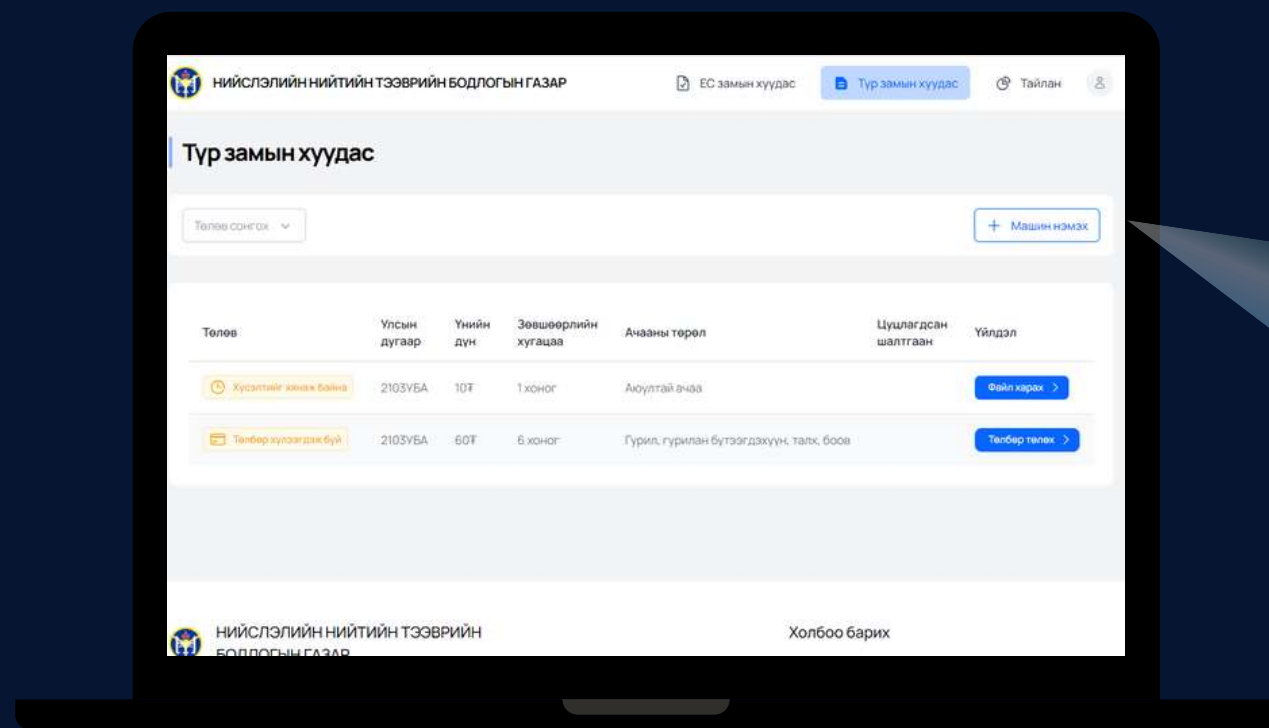 НИЙСЛЭЛИЙН НИЙТИЙН ТЭЭВРИЙН БОДЛОГЫН ГАЗАР
ЕС замын хуудас
Түр замын хуудас
Тайлан
Түр замын хуудас
Төлөв сонгох
+ Машин нэмэх
Төлөв
Улсын дугаар
Үнийн дүн
Зөвшөөрлийн хугацаа
Ачааны төрөл
Цуцлагдсан шалтгаан
Үйлдэл
Хүсэлтийг хянаж байна
2103УБА
10₮
1 хоног
Аюултай ачаа
Файл харах >
Төлбөр хүлээгдэж буй
2103УБА
60₮
6 хоног
Гурил, гурилан бүтээгдэхүүн, талх, боов
Төлбөр төлөх >
НИЙСЛЭЛИЙН НИЙТИЙН ТЭЭВРИЙН
БОДЛОГЫН ГАЗАР
Холбоо барих